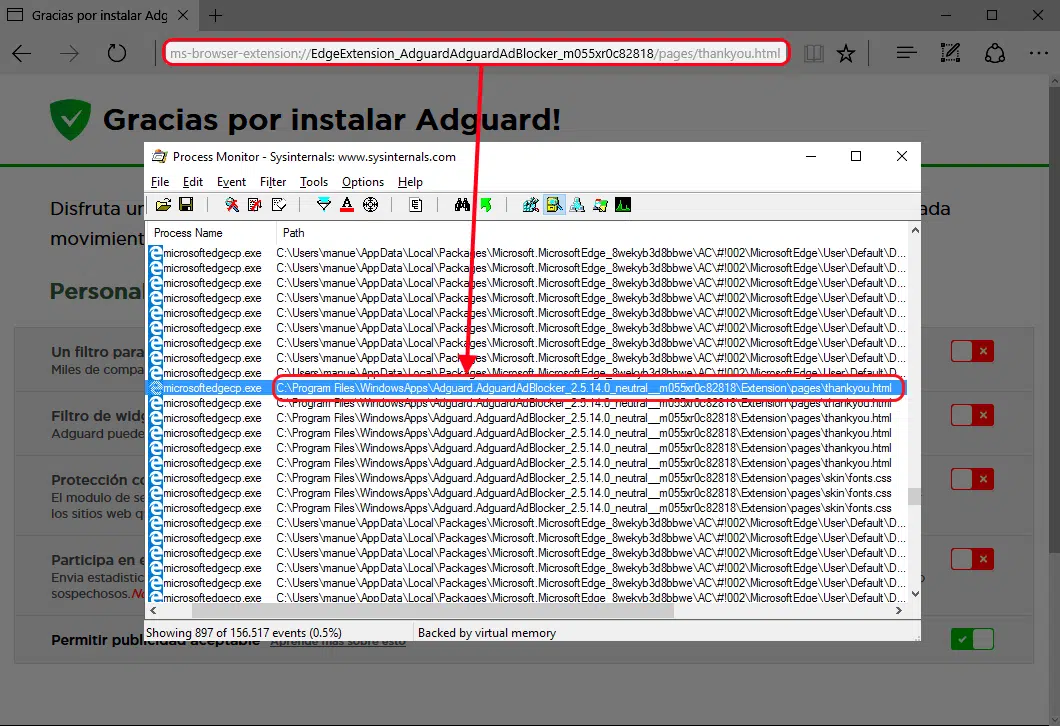 Gracias por instalar Adg
ms-browser-extension://EdgeExtension_AdguardAdguardAdBlocker_m055xr0c82818/pages/thankyou.html
Gracias por instalar Adguard!
Disfruta
movimient
Persona
Un filtro para
Miles de compa
Filtro de widg
Adguard puede
Protección co
El modulo de se
los sitios web q
Participa en e
Envia estadistic
sospechosos.
Permitir publicidad aceptable Aprende más sobre esto
Process Monitor - Sysinternals: www.sysinternals.com
File Edit Event Filter Tools Options Help
Process Name Path
microsoftedgecp.exe C:\Users\manue\AppData\Local\Packages\Microsoft.MicrosoftEdge_8wekyb3d8bbwe\AC\#!002\MicrosoftEdge\User\Default\D...
microsoftedgecp.exe C:\Users\manue\AppData\Local\Packages\Microsoft.MicrosoftEdge_8wekyb3d8bbwe\AC\#!002\MicrosoftEdge\User\Default\D...
microsoftedgecp.exe C:\Users\manue\AppData\Local\Packages\Microsoft.MicrosoftEdge_8wekyb3d8bbwe\AC\#!002\MicrosoftEdge\User\Default\D...
microsoftedgecp.exe C:\Users\manue\AppData\Local\Packages\Microsoft.MicrosoftEdge_8wekyb3d8bbwe\AC\#!002\MicrosoftEdge\User\Default\D...
microsoftedgecp.exe C:\Users\manue\AppData\Local\Packages\Microsoft.MicrosoftEdge_8wekyb3d8bbwe\AC\#!002\MicrosoftEdge\User\Default\D...
microsoftedgecp.exe C:\Users\manue\AppData\Local\Packages\Microsoft.MicrosoftEdge_8wekyb3d8bbwe\AC\#!002\MicrosoftEdge\User\Default\D...
microsoftedgecp.exe C:\Users\manue\AppData\Local\Packages\Microsoft.MicrosoftEdge_8wekyb3d8bbwe\AC\#!002\MicrosoftEdge\User\Default\D...
microsoftedgecp.exe C:\Users\manue\AppData\Local\Packages\Microsoft.MicrosoftEdge_8wekyb3d8bbwe\AC\#!002\MicrosoftEdge\User\Default\D...
microsoftedgecp.exe C:\Users\manue\AppData\Local\Packages\Microsoft.MicrosoftEdge_8wekyb3d8bbwe\AC\#!002\MicrosoftEdge\User\Default\D...
microsoftedgecp.exe C:\Program Files\WindowsApps\Adguard.AdguardAdBlocker_2.5.14.0_neutral__m055xr0c82818\Extension\pages\thankyou.html
microsoftedgecp.exe C:\Program Files\WindowsApps\Adguard.AdguardAdBlocker_2.5.14.0_neutral__m055xr0c82818\Extension\pages\thankyou.html
microsoftedgecp.exe C:\Program Files\WindowsApps\Adguard.AdguardAdBlocker_2.5.14.0_neutral__m055xr0c82818\Extension\pages\thankyou.html
microsoftedgecp.exe C:\Program Files\WindowsApps\Adguard.AdguardAdBlocker_2.5.14.0_neutral__m055xr0c82818\Extension\pages\thankyou.html
microsoftedgecp.exe C:\Program Files\WindowsApps\Adguard.AdguardAdBlocker_2.5.14.0_neutral__m055xr0c82818\Extension\pages\thankyou.html
microsoftedgecp.exe C:\Program Files\WindowsApps\Adguard.AdguardAdBlocker_2.5.14.0_neutral__m055xr0c82818\Extension\pages\thankyou.html
microsoftedgecp.exe C:\Program Files\WindowsApps\Adguard.AdguardAdBlocker_2.5.14.0_neutral__m055xr0c82818\Extension\pages\skin\fonts.css
microsoftedgecp.exe C:\Program Files\WindowsApps\Adguard.AdguardAdBlocker_2.5.14.0_neutral__m055xr0c82818\Extension\pages\skin\fonts.css
microsoftedgecp.exe C:\Program Files\WindowsApps\Adguard.AdguardAdBlocker_2.5.14.0_neutral__m055xr0c82818\Extension\pages\skin\fonts.css
microsoftedgecp.exe C:\Users\manue\AppData\Local\Packages\Microsoft.MicrosoftEdge_8wekyb3d8bbwe\AC\#!002\MicrosoftEdge\User\Default\D...
microsoftedgecp.exe C:\Users\manue\AppData\Local\Packages\Microsoft.MicrosoftEdge_8wekyb3d8bbwe\AC\#!002\MicrosoftEdge\User\Default\D...
microsoftedgecp.exe C:\Users\manue\AppData\Local\Packages\Microsoft.MicrosoftEdge_8wekyb3d8bbwe\AC\#!002\MicrosoftEdge\User\Default\D...
microsoftedgecp.exe C:\Users\manue\AppData\Local\Packages\Microsoft.MicrosoftEdge_8wekyb3d8bbwe\AC\#!002\MicrosoftEdge\User\Default\D...
microsoftedgecp.exe C:\Users\manue\AppData\Local\Packages\Microsoft.MicrosoftEdge_8wekyb3d8bbwe\AC\#!002\MicrosoftEdge\User\Default\D...
microsoftedgecp.exe C:\Users\manue\AppData\Local\Packages\Microsoft.MicrosoftEdge_8wekyb3d8bbwe\AC\#!002\MicrosoftEdge\User\Default\D...
Showing 897 of 156.517 events (0.5%) Backed by virtual memory